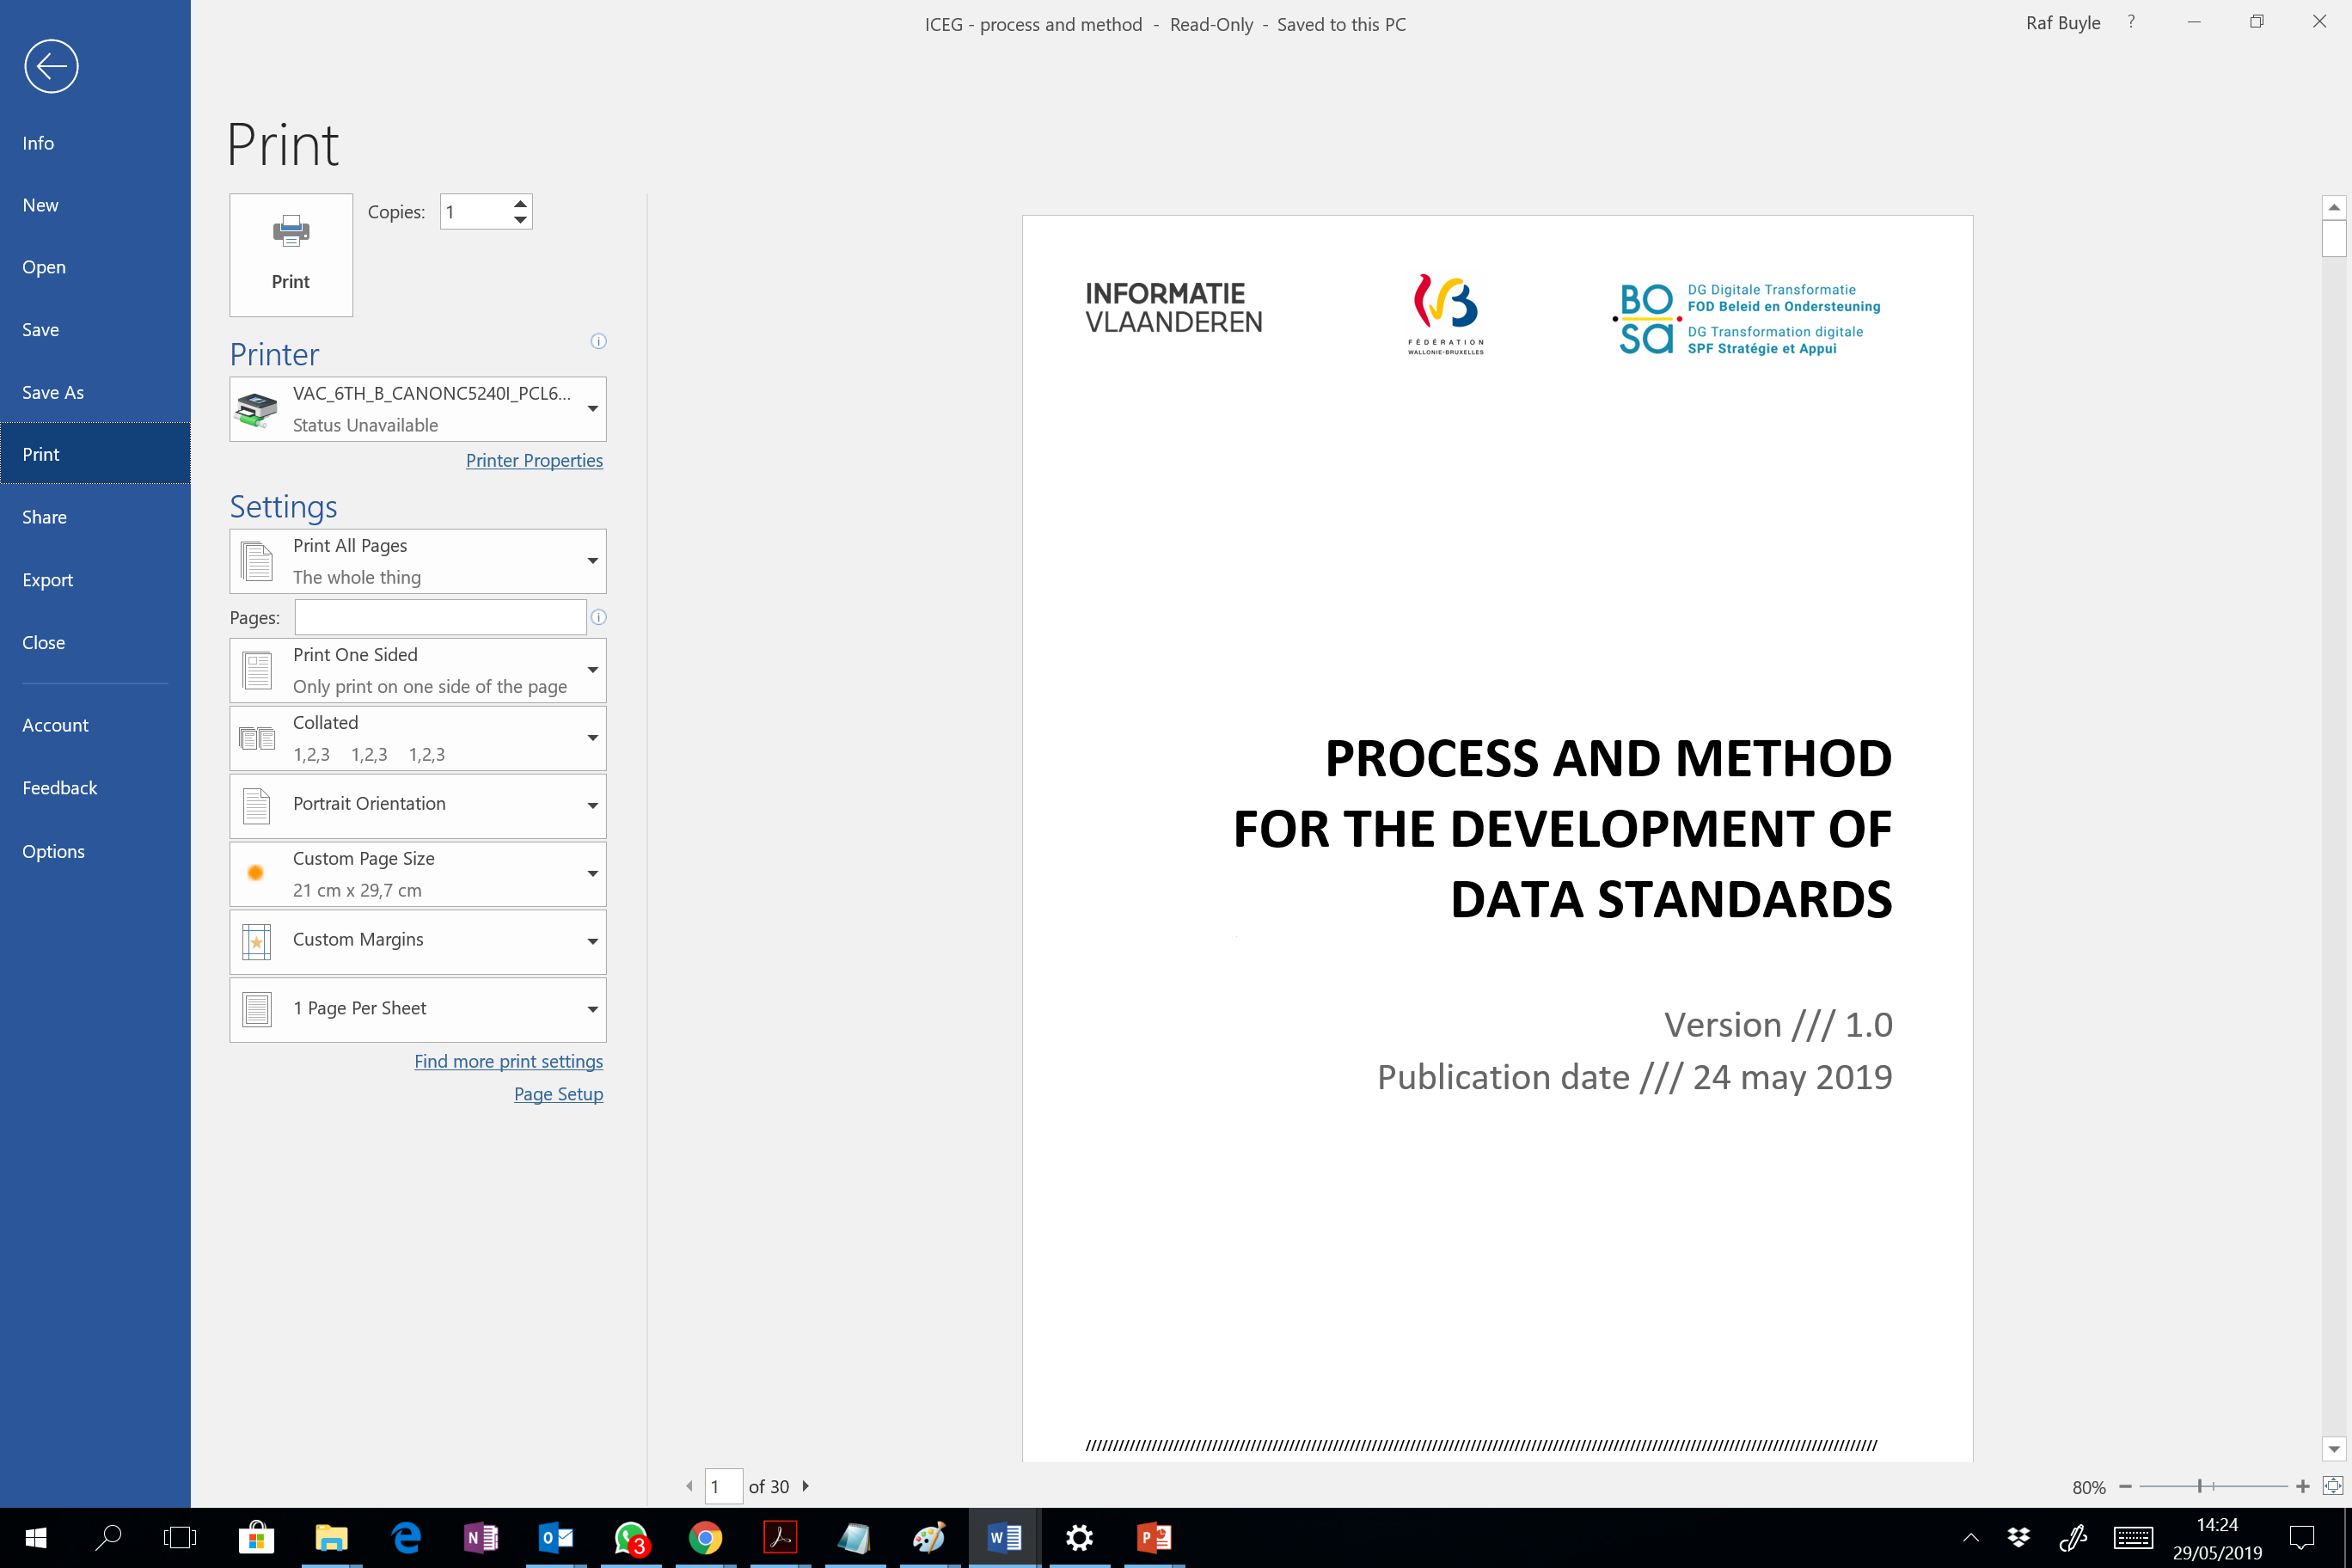 ICEG - process and method - Read-Only - Saved to this PC
Raf Buyle ?
Info
New
Open
Save
Save As
Print
Share
Export
Close
Account
Feedback
Options
Print
Print
Copies: 1
Printer
VAC_6TH_B_CANONC5240I_PCL6...
Status Unavailable
Printer Properties
Settings
Print All Pages
The whole thing
Pages:
Print One Sided
Only print on one side of the page
Collated
1,2,3 1,2,3 1,2,3
Portrait Orientation
Custom Page Size
21 cm x 29,7 cm
Custom Margins
1 Page Per Sheet
Find more print settings
Page Setup
INFORMATIE
VLAANDEREN
FÉDÉRATION
WALLONIE-BRUXELLES
BO
sa
DG Digitale Transformatie
FOD Beleid en Ondersteuning
DG Transformation digitale
SPF Stratégie et Appui
PROCESS AND METHOD
FOR THE DEVELOPMENT OF
DATA STANDARDS
Version /// 1.0
Publication date /// 24 may 2019
1 of 30
80%
3
14:24
29/05/2019